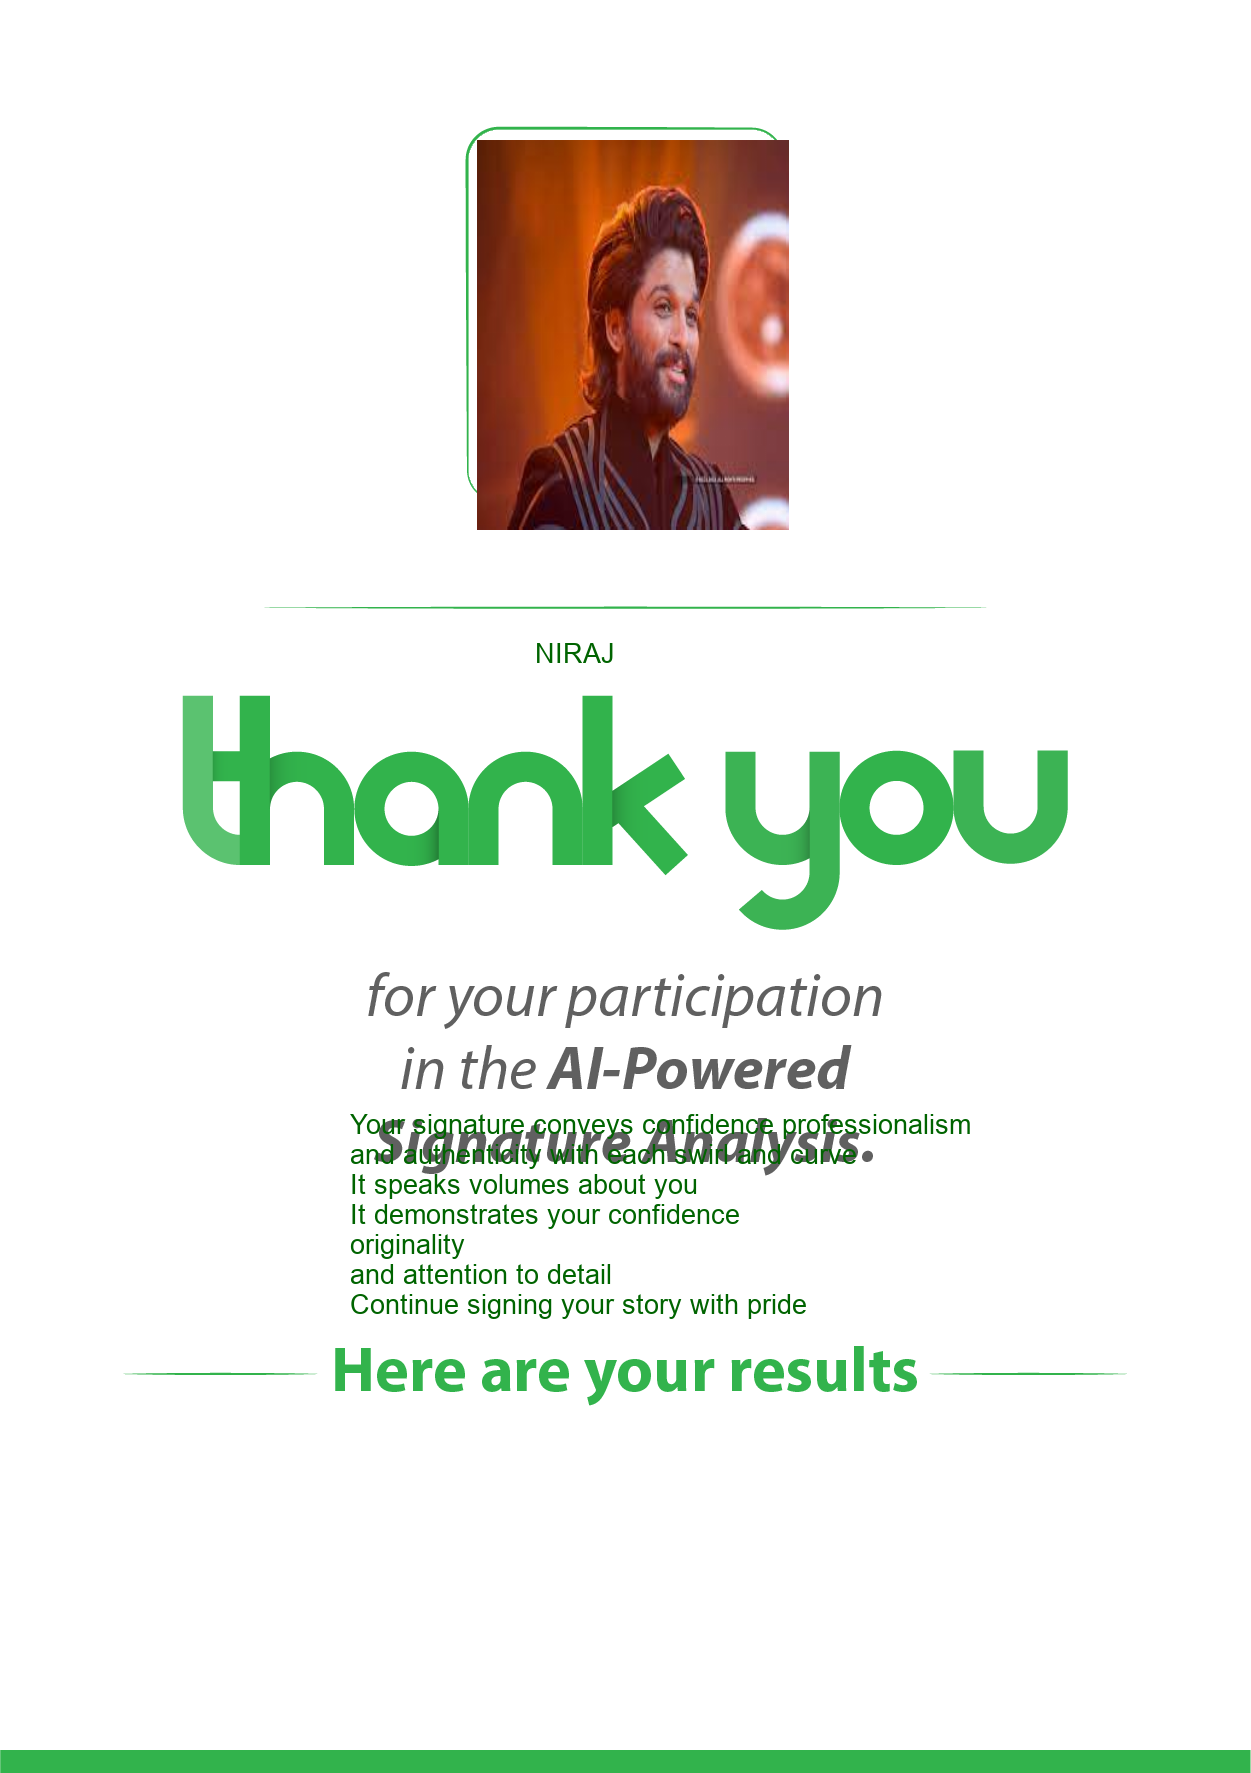 NIRAJ
thank you
for your participation
in the AI-Powered
Signature Analysis.
Your signature conveys confidence professionalism
and authenticity with each swirl and curve
It speaks volumes about you
It demonstrates your confidence
originality
and attention to detail
Continue signing your story with pride
Here are your results